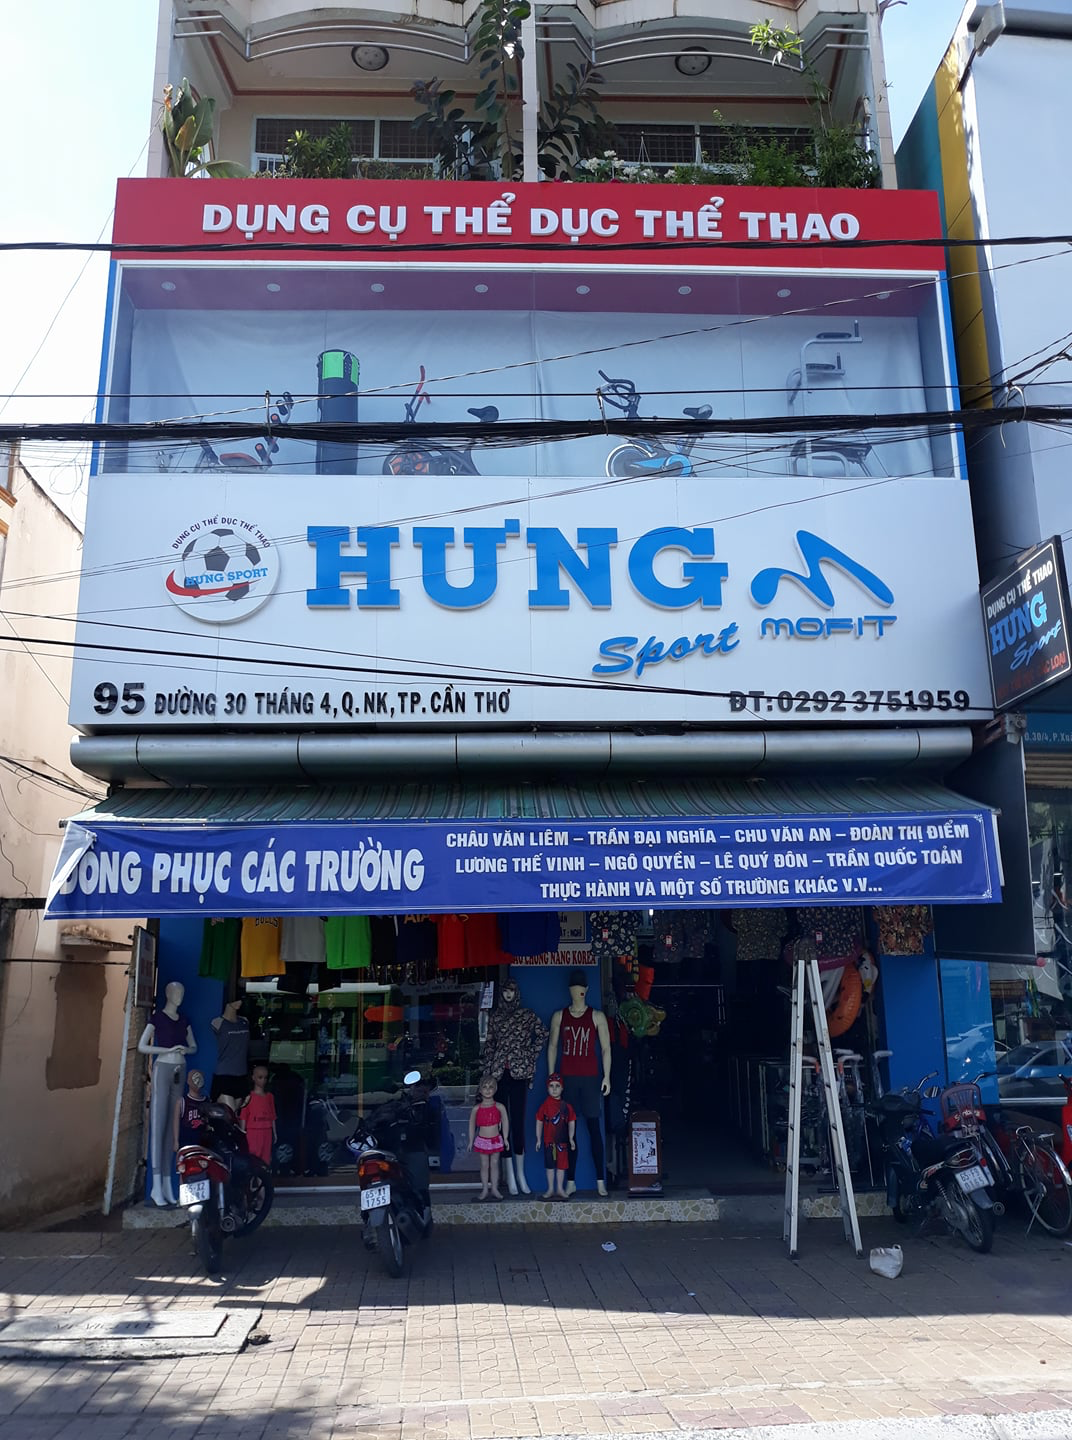 DỤNG CỤ THỂ DỤC THỂ THAO
DỤNG CỤ THỂ DỤC THỂ THAO
HƯNG SPORT
HƯNG
Sport
MOFIT
95 ĐƯỜNG 30 THÁNG 4, Q.NK, TP. CẦN THƠ
ĐT: 0292 3751959
DỤNG CỤ THỂ THAO
HƯNG
Sport
ĐỒNG PHỤC CÁC TRƯỜNG
CHÂU VĂN LIÊM – TRẦN ĐẠI NGHĨA – CHU VĂN AN – ĐOÀN THỊ ĐIỂM
LƯƠNG THẾ VINH – NGÔ QUYỀN – LÊ QUÝ ĐÔN – TRẦN QUỐC TOẢN
THỰC HÀNH VÀ MỘT SỐ TRƯỜNG KHÁC V.V...
GYM
1755